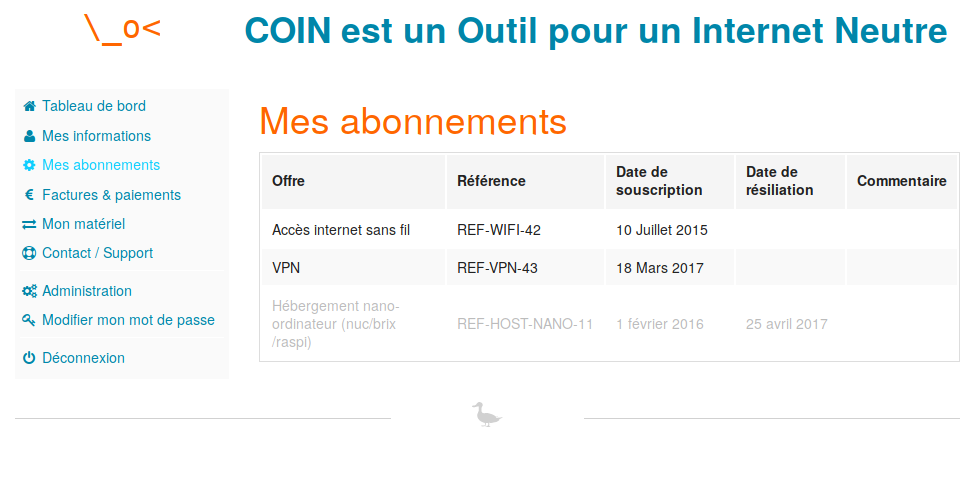 \_o<
COIN est un Outil pour un Internet Neutre
Tableau de bord
Mes informations
Mes abonnements
€ Factures & paiements
Mon matériel
Contact / Support
Administration
Modifier mon mot de passe
Déconnexion
Mes abonnements
Offre Référence Date de souscription Date de résiliation Commentaire
Accès internet sans fil REF-WIFI-42 10 Juillet 2015
VPN REF-VPN-43 18 Mars 2017
Hébergement nano-
ordinateur (nuc/brix REF-HOST-NANO-11 1 février 2016 25 avril 2017
/raspi)